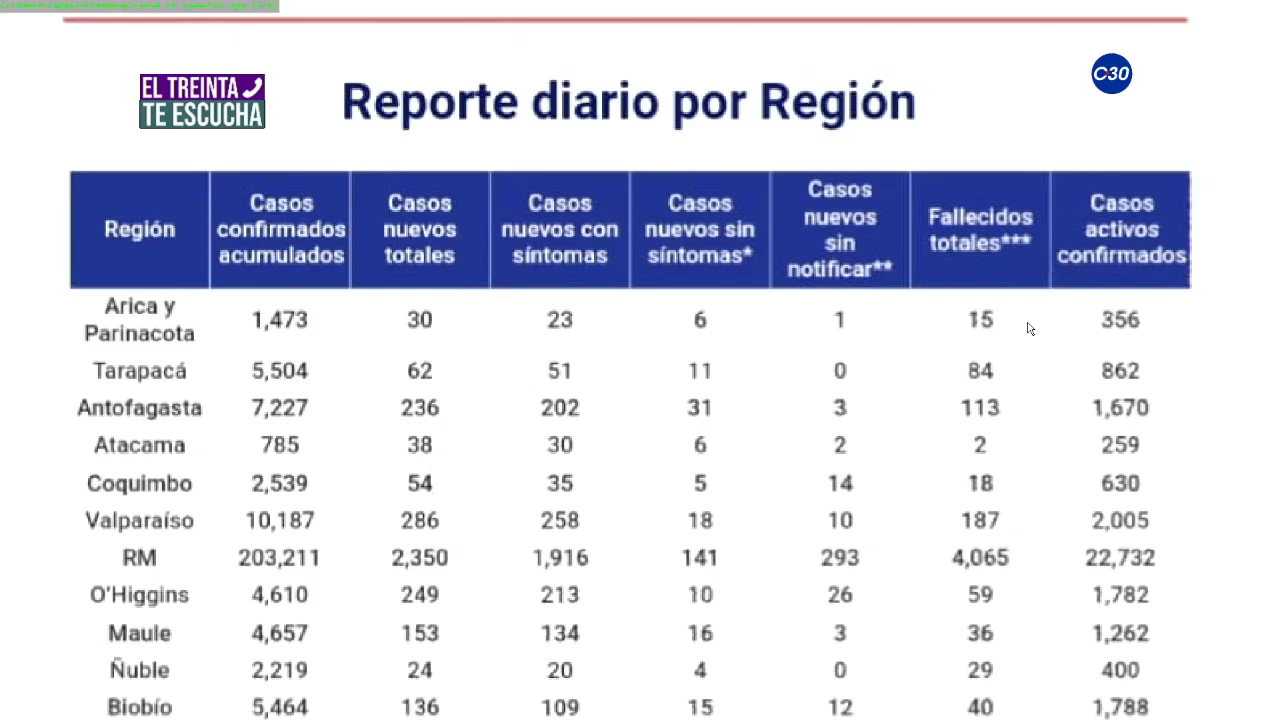 EL TREINTA
TE ESCUCHA
C30
Reporte diario por Región
Región
Casos confirmados acumulados
Casos nuevos totales
Casos nuevos con síntomas
Casos nuevos sin síntomas*
Casos nuevos sin notificar**
Fallecidos totales***
Casos activos confirmados
Arica y Parinacota 1,473 30 23 6 1 15 356
Tarapacá 5,504 62 51 11 0 84 862
Antofagasta 7,227 236 202 31 3 113 1,670
Atacama 785 38 30 6 2 2 259
Coquimbo 2,539 54 35 5 14 18 630
Valparaíso 10,187 286 258 18 10 187 2,005
RM 203,211 2,350 1,916 141 293 4,065 22,732
O'Higgins 4,610 249 213 10 26 59 1,782
Maule 4,657 153 134 16 3 36 1,262
Ñuble 2,219 24 20 4 0 29 400
Biobío 5,464 136 109 15 12 40 1,788